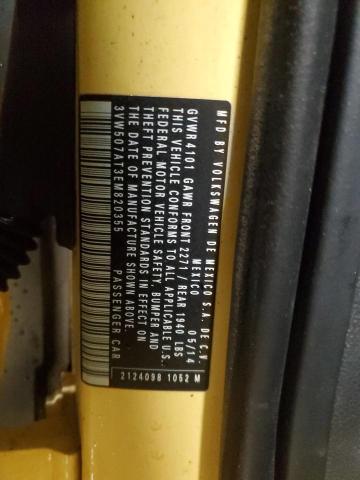 MFD BY VOLKSWAGEN DE MEXICO S.A. DE C.V.
MEXICO 05/14
GVWR 4101 GAWR FRONT 2271 REAR 1940 LBS
THIS VEHICLE CONFORMS TO ALL APPLICABLE U.S.
FEDERAL MOTOR VEHICLE SAFETY, BUMPER, AND
THEFT PREVENTION STANDARDS IN EFFECT ON
THE DATE OF MANUFACTURE SHOWN ABOVE.
3VW507AT3EM820355 PASSENGER CAR
2124098 1052 M